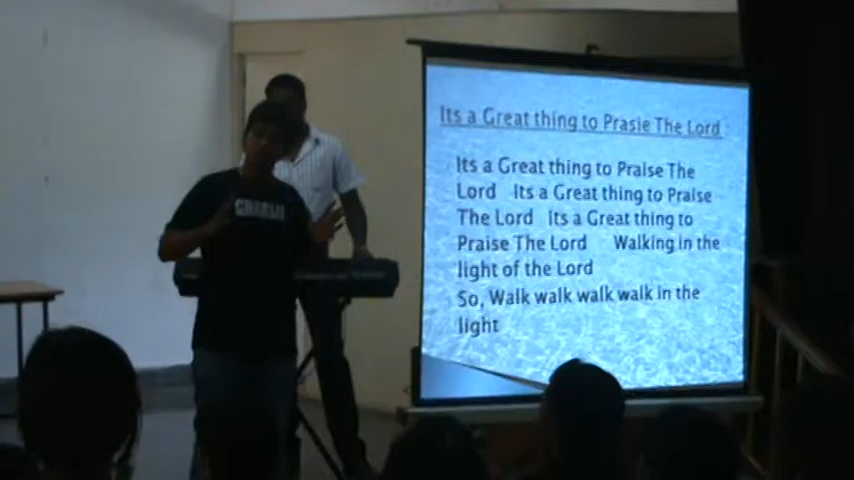 Its a Great thing to Prasie The Lord
Its a Great thing to Praise The
Lord Its a Great thing to Praise
The Lord Its a Great thing to
Praise The Lord Walking in the
light of the Lord
So, Walk walk walk walk in the
light